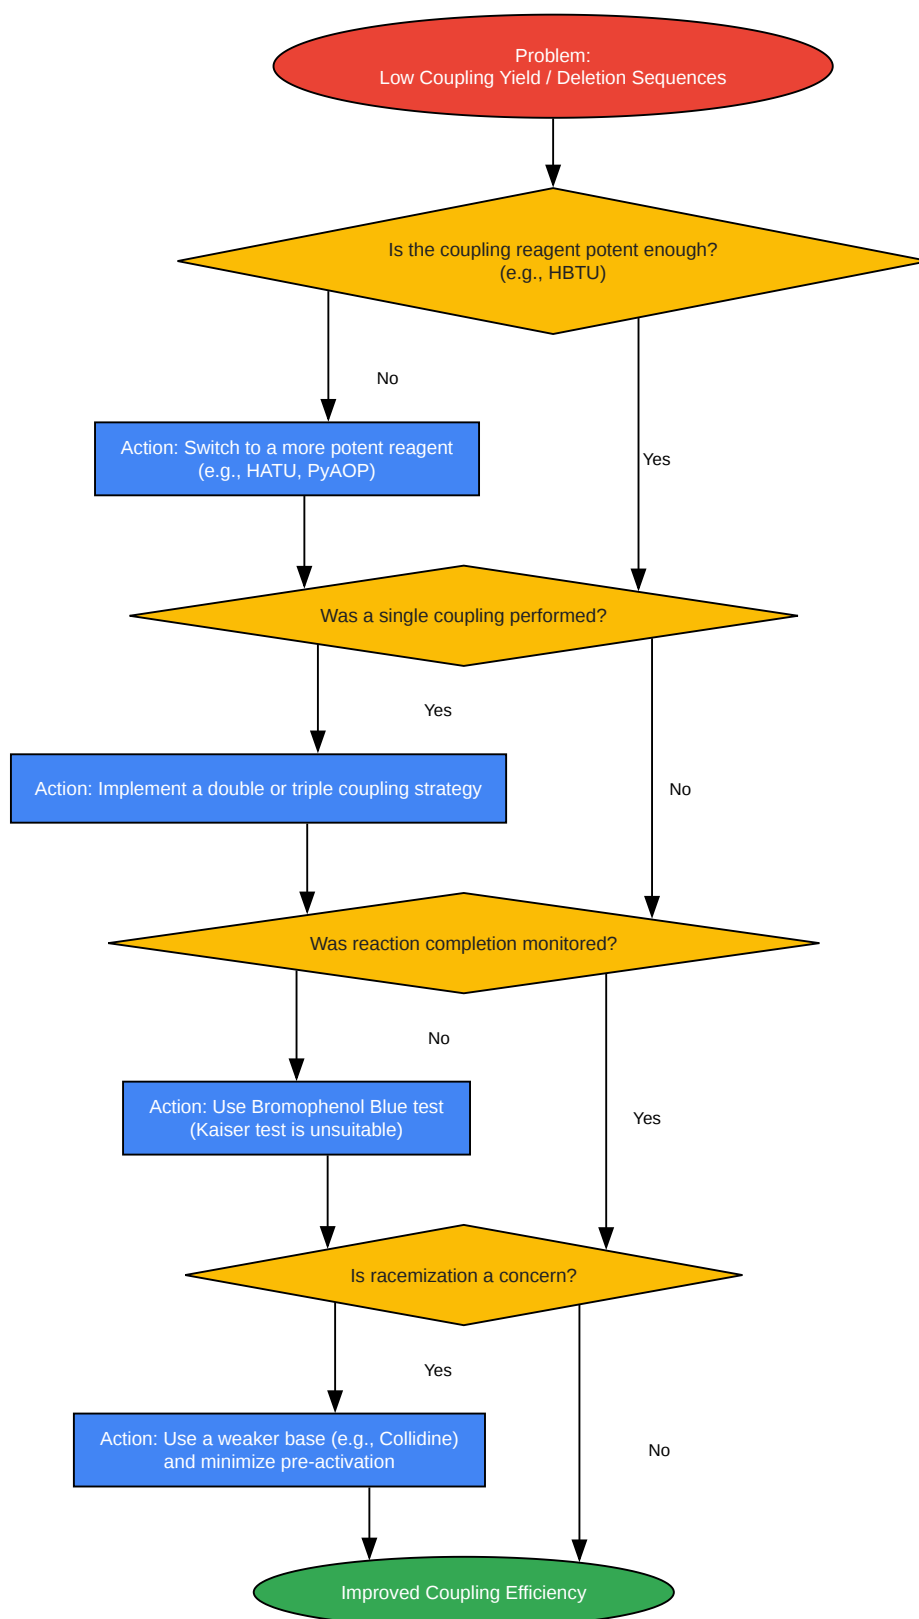 Problem:
Low Coupling Yield / Deletion Sequences
Is the coupling reagent potent enough?
(e.g., HBTU)
No
Action: Switch to a more potent reagent
(e.g., HATU, PyAOP)
Yes
Was a single coupling performed?
Yes
Action: Implement a double or triple coupling strategy
No
Was reaction completion monitored?
No
Action: Use Bromophenol Blue test
(Kaiser test is unsuitable)
Yes
Is racemization a concern?
Yes
Action: Use a weaker base (e.g., Collidine)
and minimize pre-activation
No
Improved Coupling Efficiency